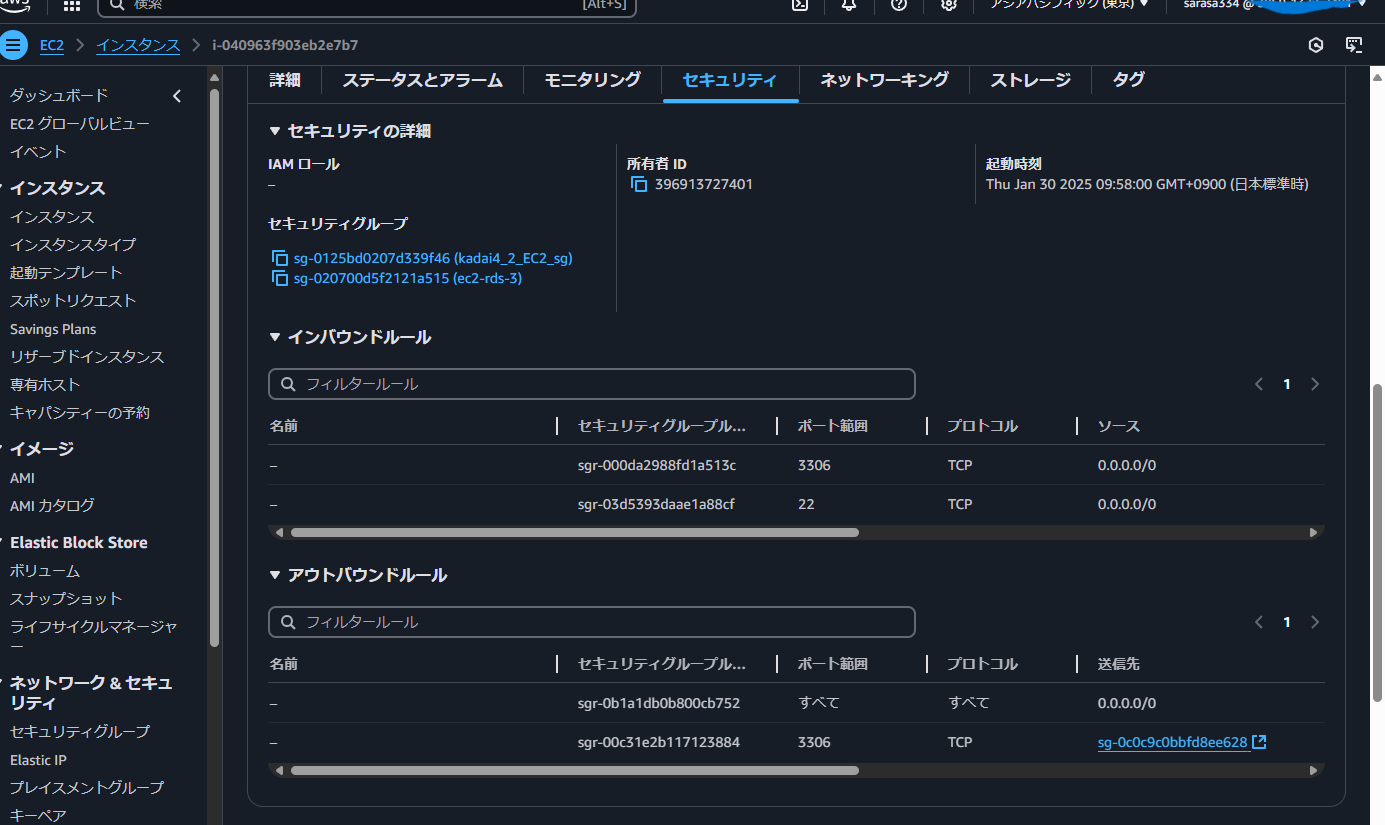 aws
検索
[Alt+S]
アジアパシフィック (東京)
sarasa334 @
EC2
インスタンス
i-040963f903eb2e7b7
ダッシュボード
EC2 グローバルビュー
イベント
インスタンス
インスタンス
インスタンスタイプ
起動テンプレート
スポットリクエスト
Savings Plans
リザーブドインスタンス
専有ホスト
キャパシティーの予約
イメージ
AMI
AMI カタログ
Elastic Block Store
ボリューム
スナップショット
ライフサイクルマネージャ
ー
ネットワーク & セキュ
リティ
セキュリティグループ
Elastic IP
プレイスメントグループ
キーペア
詳細 ステータスとアラーム モニタリング セキュリティ ネットワーキング ストレージ タグ
セキュリティの詳細
IAM ロール
–
所有者 ID
396913727401
起動時刻
Thu Jan 30 2025 09:58:00 GMT+0900 (日本標準時)
セキュリティグループ
sg-0125bd0207d339f46 (kadai4_2_EC2_sg)
sg-020700d5f2121a515 (ec2-rds-3)
インバウンドルール
フィルタールール
1
名前 セキュリティグループル... ポート範囲 プロトコル ソース
– sgr-000da2988fd1a513c 3306 TCP 0.0.0.0/0
– sgr-03d5393daae1a88cf 22 TCP 0.0.0.0/0
アウトバウンドルール
フィルタールール
1
名前 セキュリティグループル... ポート範囲 プロトコル 送信先
– sgr-0b1a1db0b800cb752 すべて すべて 0.0.0.0/0
– sgr-00c31e2b117123884 3306 TCP sg-0c0c9c0bbfd8ee628